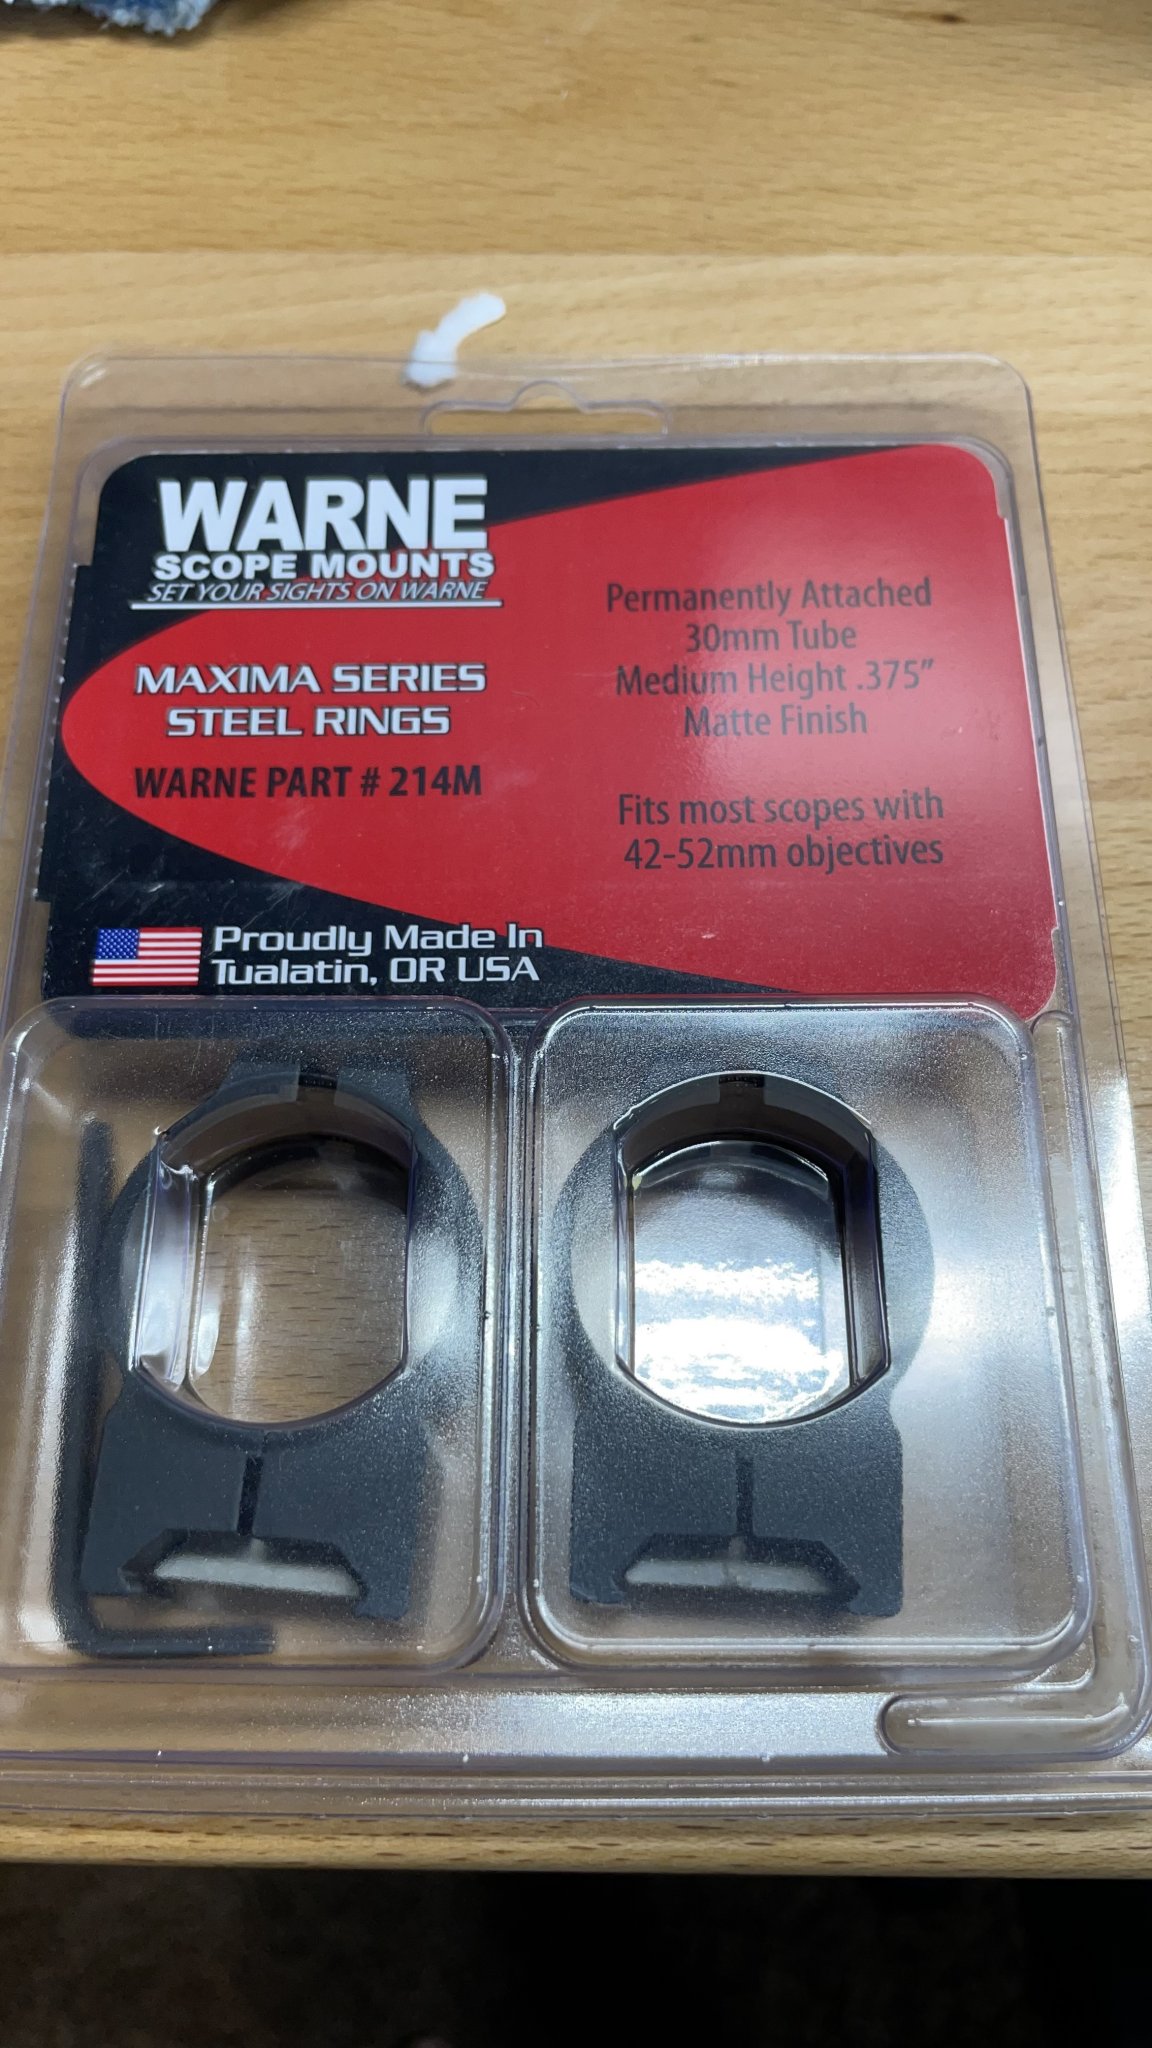 WARNE
SCOPE MOUNTS
SET YOUR SIGHTS ON WARNE
MAXIMA SERIES
STEEL RINGS
WARNE PART # 214M
Permanently Attached
30mm Tube
Medium Height .375”
Matte Finish
Fits most scopes with
42-52mm objectives
Proudly Made In
Tualatin, OR USA